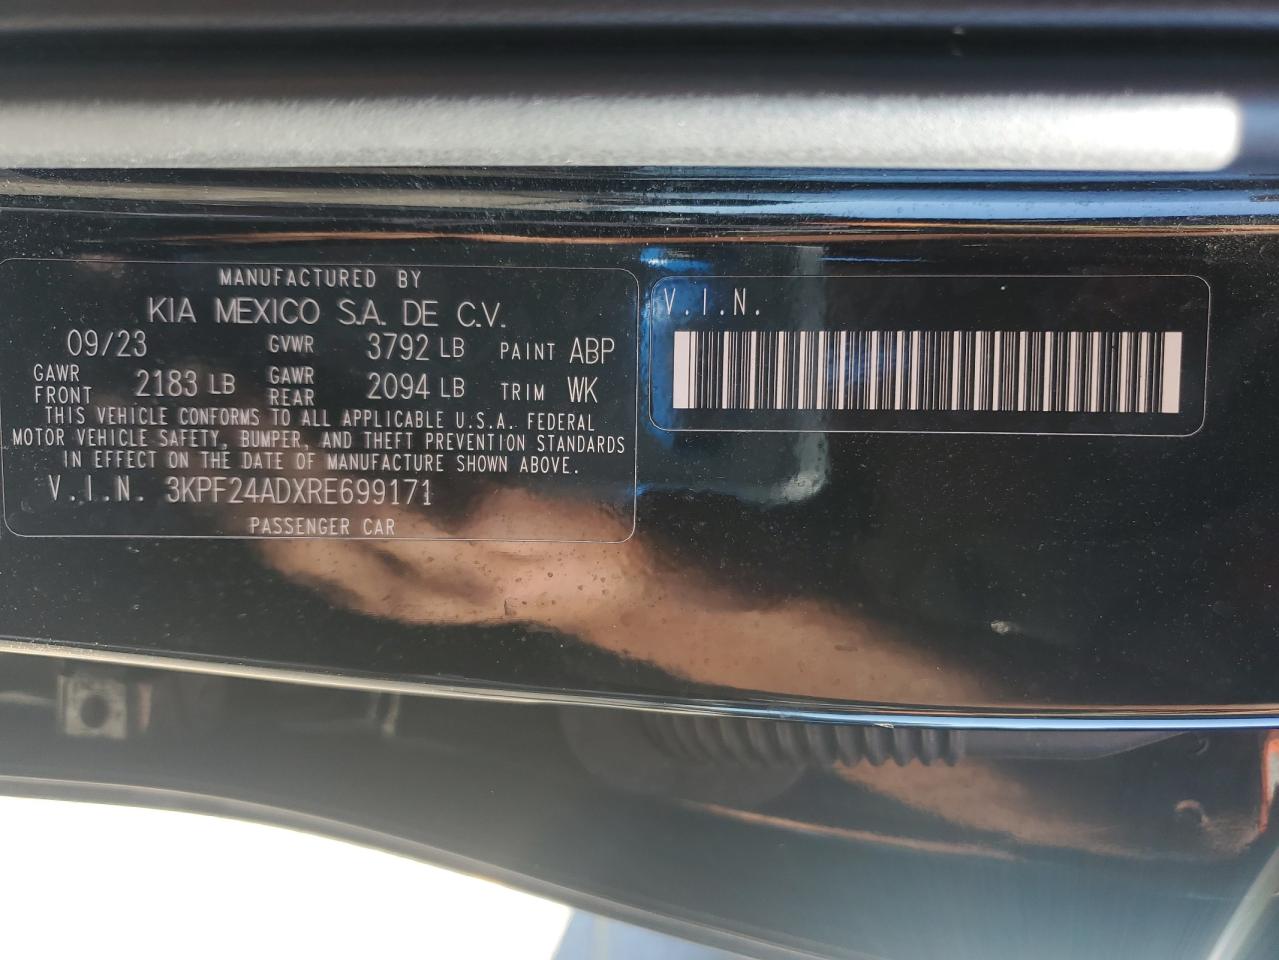 MANUFACTURED BY
KIA MEXICO S.A. DE C.V.
09/23 GVWR 3792 LB PAINT ABP
GAWR FRONT 2183 LB GAWR REAR 2094 LB TRIM WK
THIS VEHICLE CONFORMS TO ALL APPLICABLE U.S.A. FEDERAL
MOTOR VEHICLE SAFETY, BUMPER, AND THEFT PREVENTION STANDARDS
IN EFFECT ON THE DATE OF MANUFACTURE SHOWN ABOVE.
V.I.N. 3KPF24ADXRE699171
PASSENGER CAR
V.I.N.